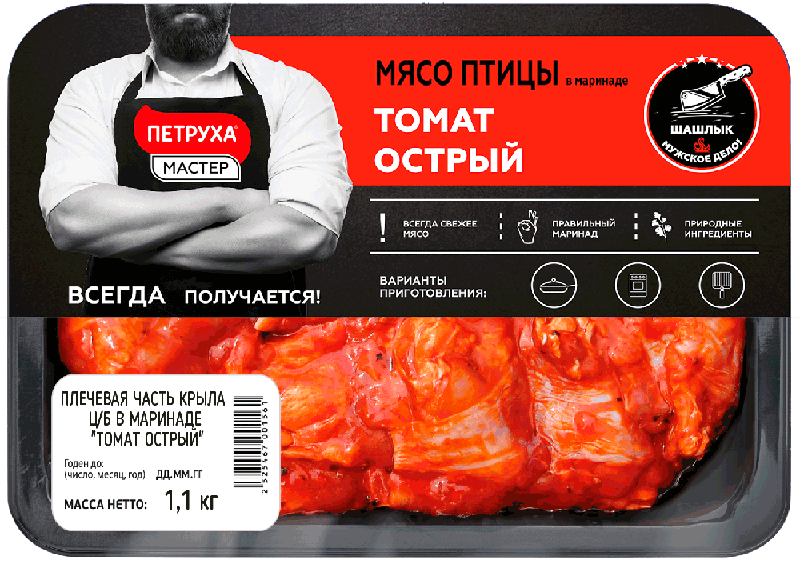 МЯСО ПТИЦЫ в маринаде
ТОМАТ
ОСТРЫЙ
ПЕТРУХА®
МАСТЕР
ШАШЛЫК
МУЖСКОЕ ДЕЛО!
! ВСЕГДА СВЕЖЕЕ
МЯСО
ПРАВИЛЬНЫЙ
МАРИНАД
ПРИРОДНЫЕ
ИНГРЕДИЕНТЫ
ВСЕГДА ПОЛУЧАЕТСЯ!
ВАРИАНТЫ
ПРИГОТОВЛЕНИЯ:
ПЛЕЧЕВАЯ ЧАСТЬ КРЫЛА
Ц/Б В МАРИНАДЕ
"ТОМАТ ОСТРЫЙ"
Годен до:
(число, месяц, год) ДД.ММ.ГГ
МАССА НЕТТО: 1,1 кг